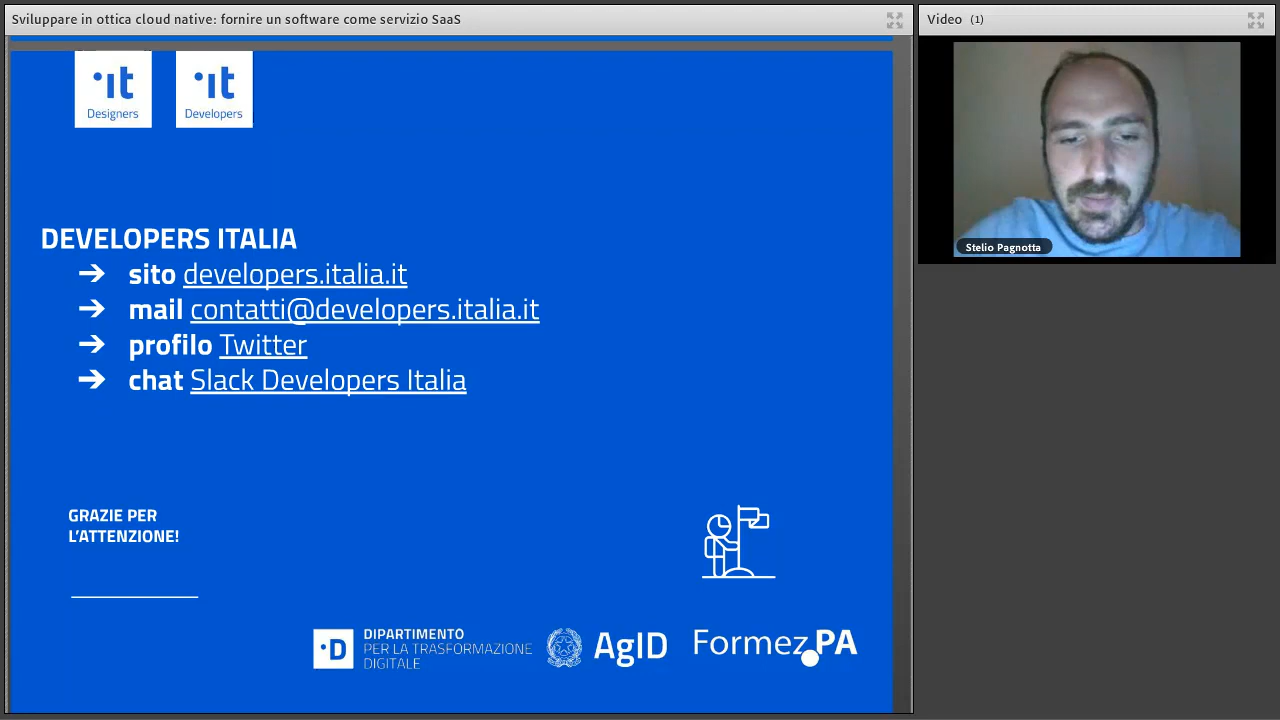 Sviluppare in ottica cloud native: fornire un software come servizio SaaS
Video (1)
·it
Designers
·it
Developers
Stelio Pagnotta
DEVELOPERS ITALIA
➔ sito developers.italia.it
➔ mail contatti@developers.italia.it
➔ profilo Twitter
➔ chat Slack Developers Italia
GRAZIE PER
L'ATTENZIONE!
·D
DIPARTIMENTO
PER LA TRASFORMAZIONE
DIGITALE
AgID
Formez.PA